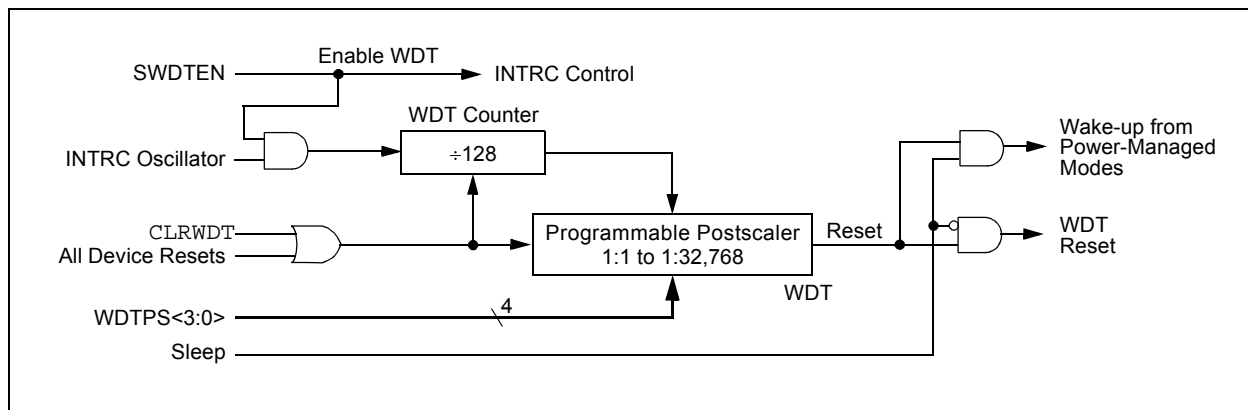 Enable WDT
SWDTEN
INTRC Control
WDT Counter
INTRC Oscillator
÷128
Wake-up from
Power-Managed
Modes
CLRWDT
All Device Resets
Programmable Postscaler
1:1 to 1:32,768
Reset
WDT
WDT
Reset
4
WDTPS<3:0>
Sleep